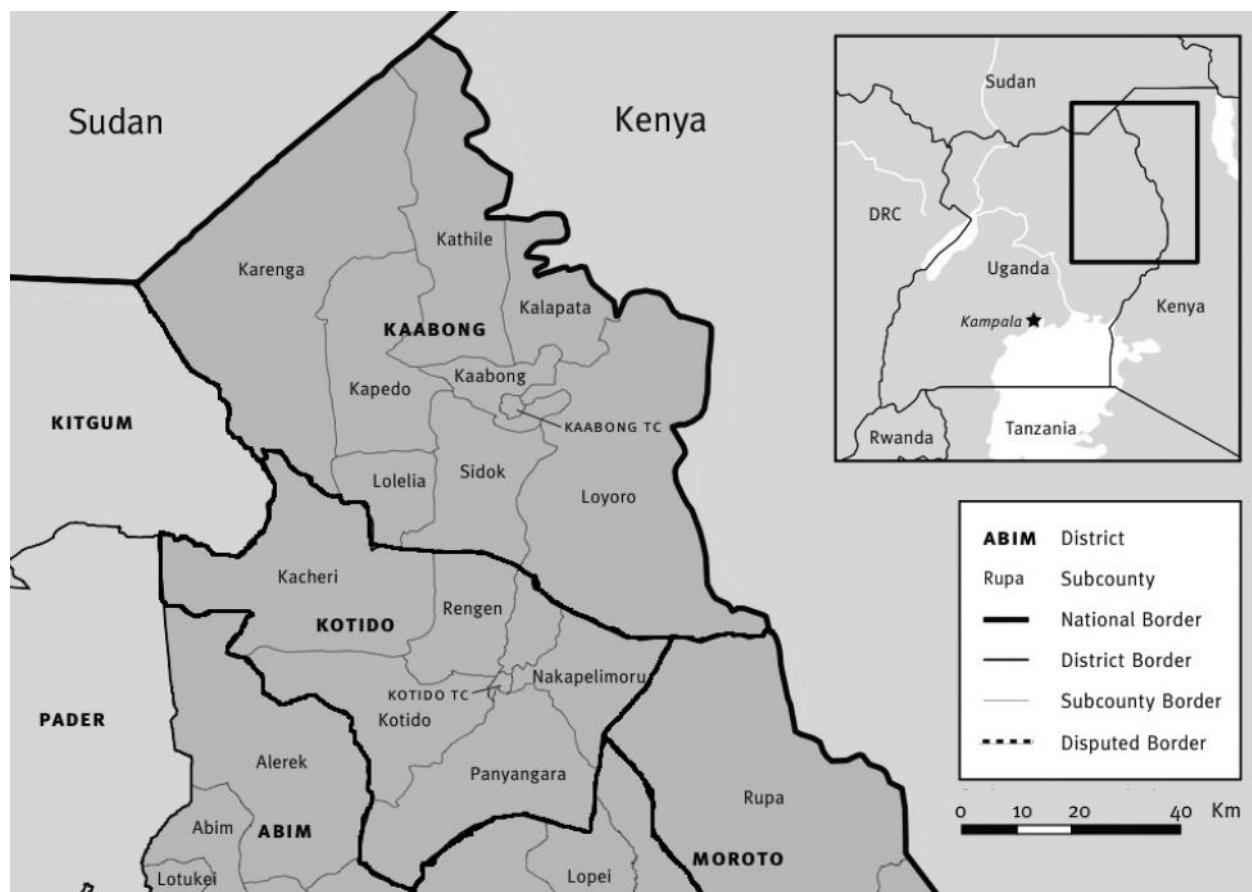 Sudan
Kenya
Karenga
Kathile
Kalapata
KAABONG
Kaabong
Kapedo
KAABONG TC
KITGUM
Lolelia
Sidok
Loyoro
Kacheri
Rengen
KOTIDO
Nakapelimoru
KOTIDO TC
Kotido
PADER
Alerek
Panyangara
Rupa
Abim
ABIM
MOROTO
Lotukei
Lopei
Sudan
DRC
Uganda
Kampala
Kenya
Rwanda
Tanzania
ABIM District
Rupa Subcounty
National Border
District Border
Subcounty Border
Disputed Border
0 10 20 40 Km